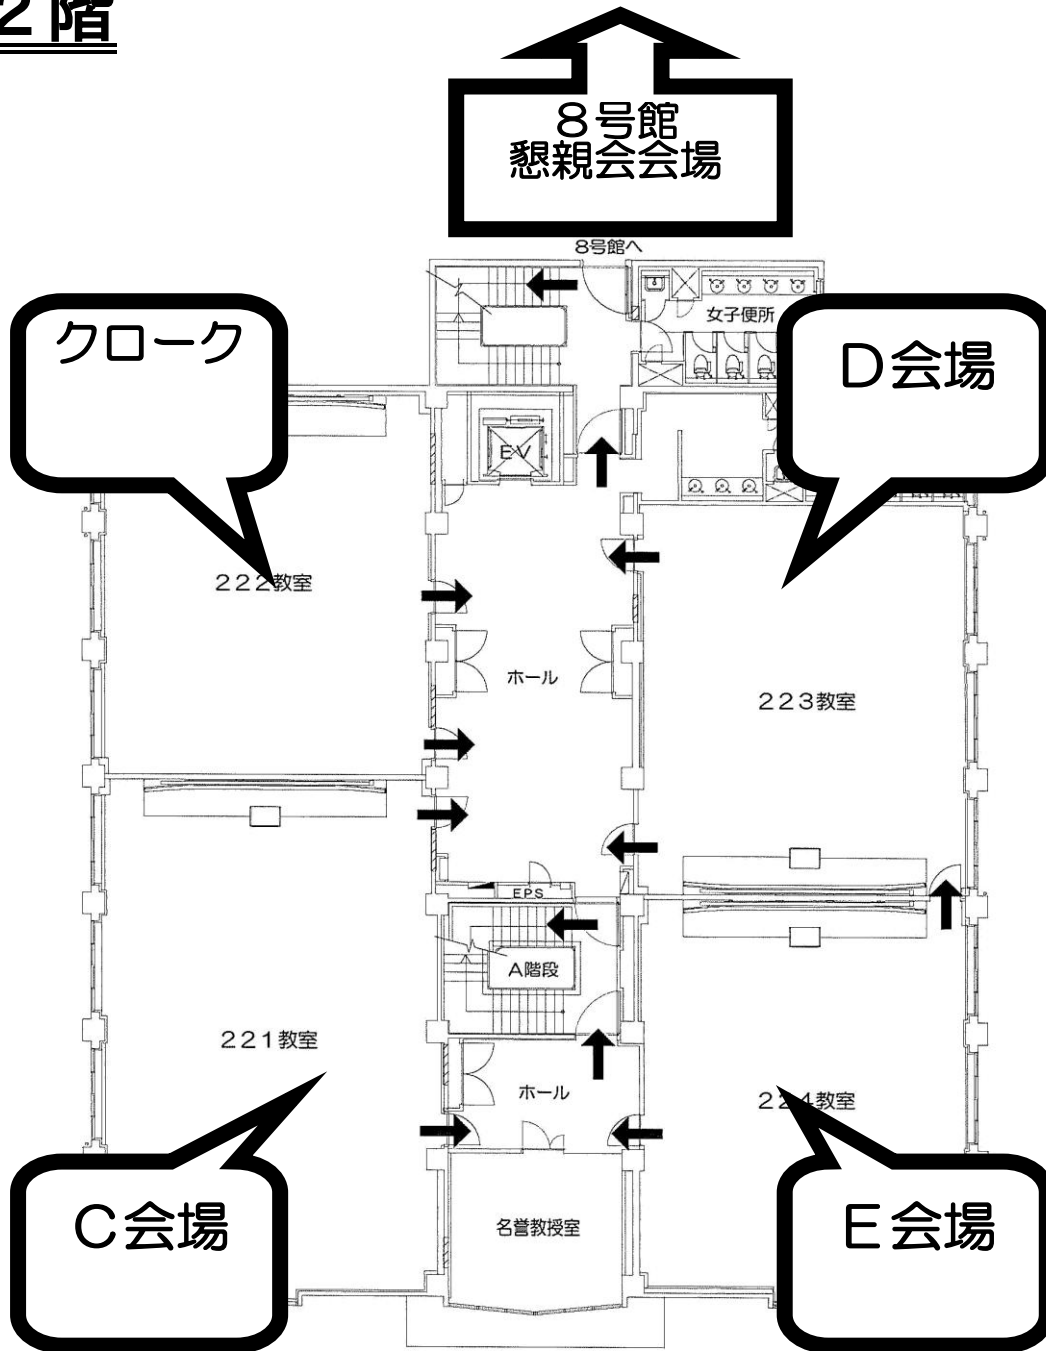 2階
8号館
懇親会会場
8号館へ
女子便所
クローク
D会場
EV
222教室
ホール
223教室
EPS
A階段
221教室
ホール
224教室
C会場
名誉教授室
E会場